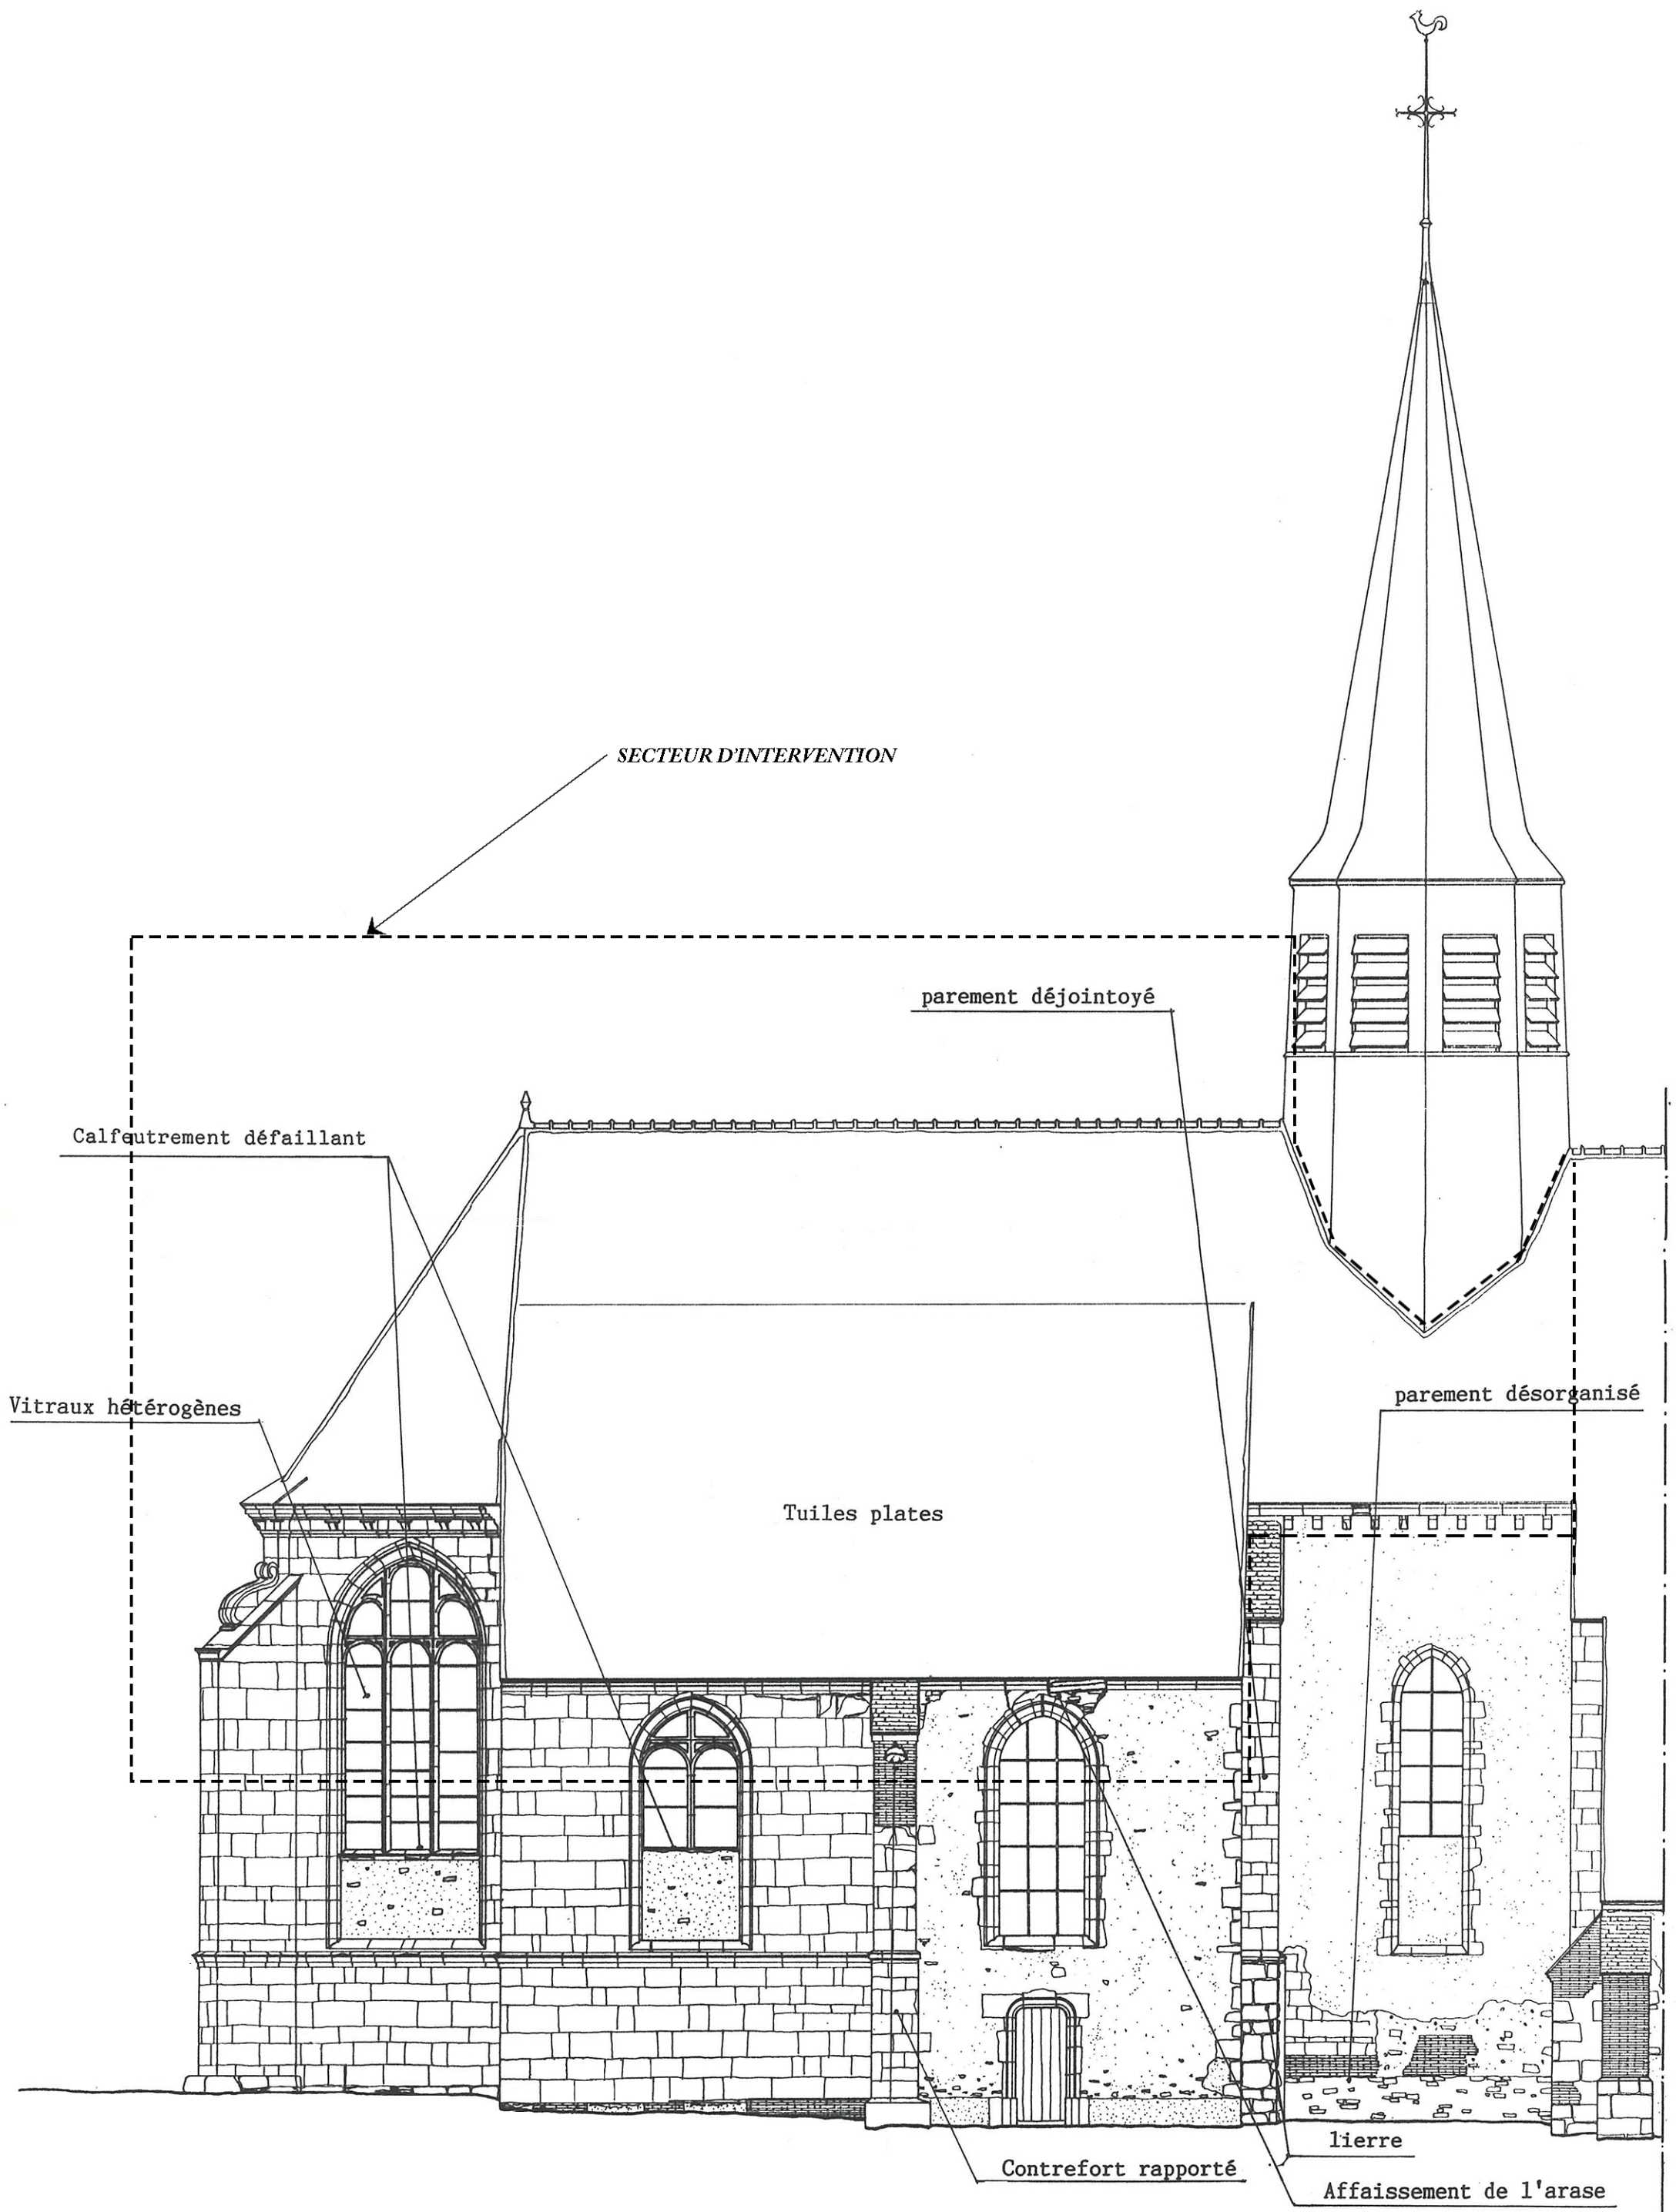 SECTEUR D'INTERVENTION
parement déjointoyé
Calfeutrement défaillant
Vitraux hétérogènes
parement désorganisé
Tuiles plates
lierre
Contrefort rapporté
Affaissement de l'arase